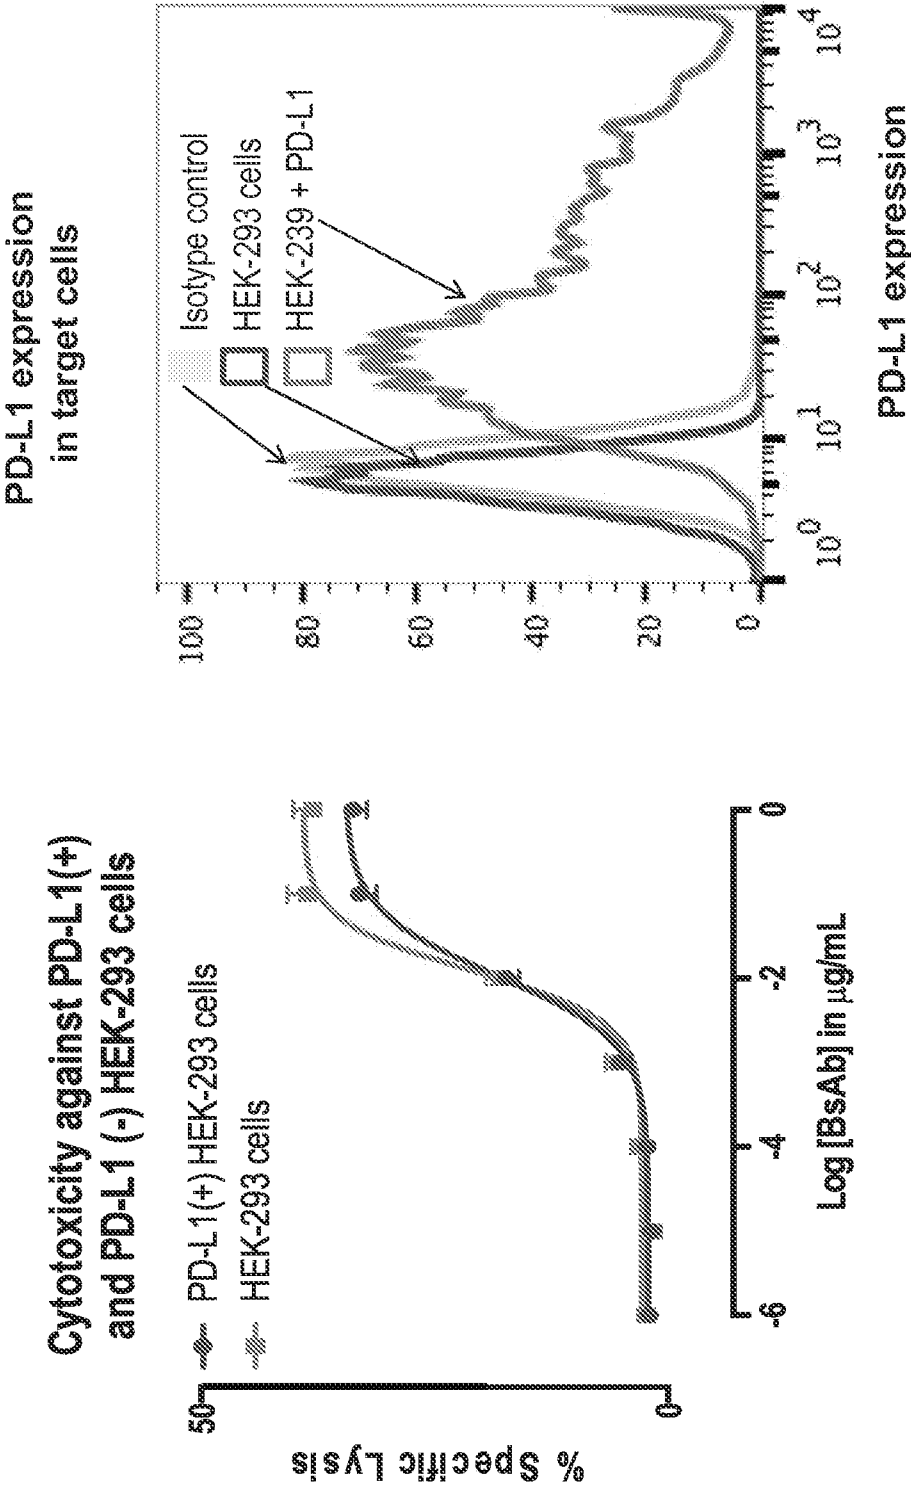 Cytotoxicity against PD-L1(+)
and PD-L1 (-) HEK-293 cells
PD-L1(+) HEK-293 cells
HEK-293 cells
% Specific Lysis
50
0
-6
-4
-2
0
Log [BsAb] in µg/mL
PD-L1 expression
in target cells
Isotype control
HEK-293 cells
HEK-239 + PD-L1
100
80
60
40
20
0
10^0
10^1
10^2
10^3
10^4
PD-L1 expression